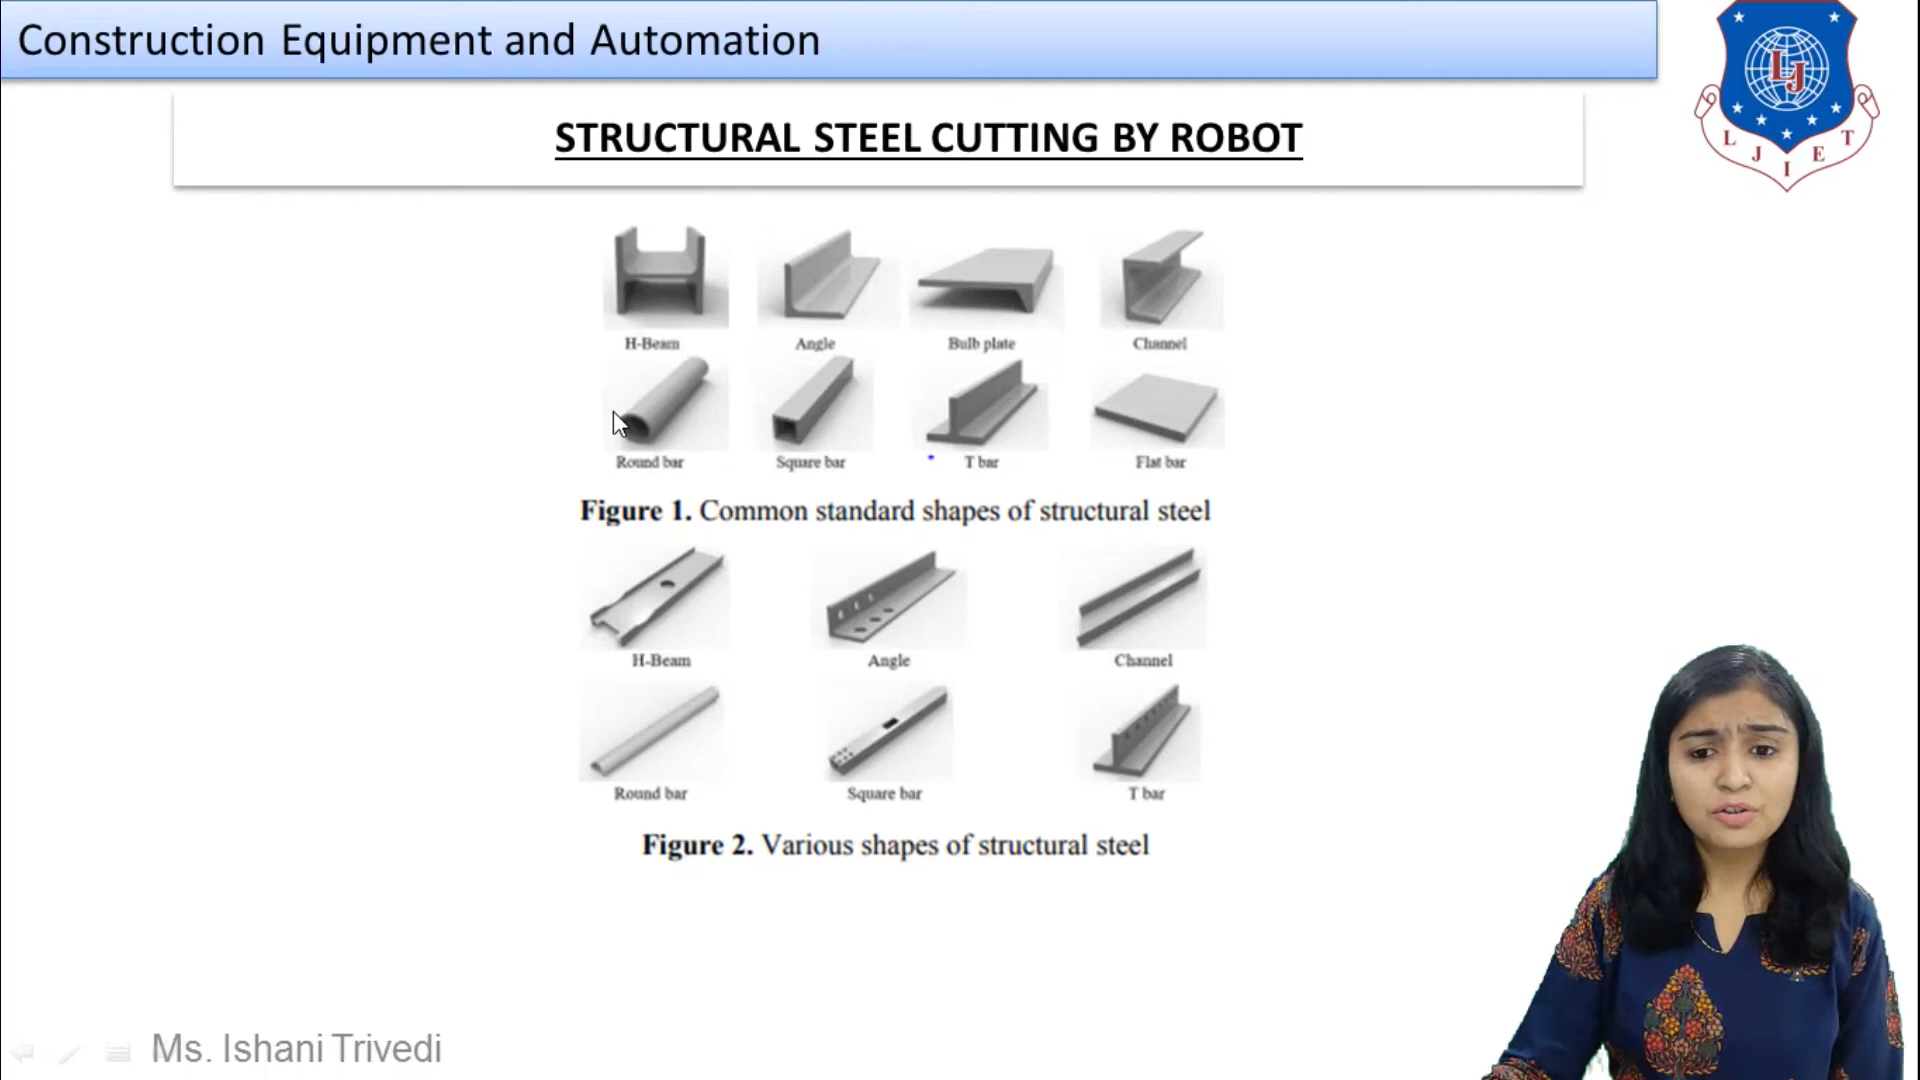 Construction Equipment and Automation
STRUCTURAL STEEL CUTTING BY ROBOT
LJ
L J I E T
H-Beam Angle Bulb plate Channel
Round bar Square bar T bar Flat bar
Figure 1. Common standard shapes of structural steel
H-Beam Angle Channel
Round bar Square bar T bar
Figure 2. Various shapes of structural steel
Ms. Ishani Trivedi